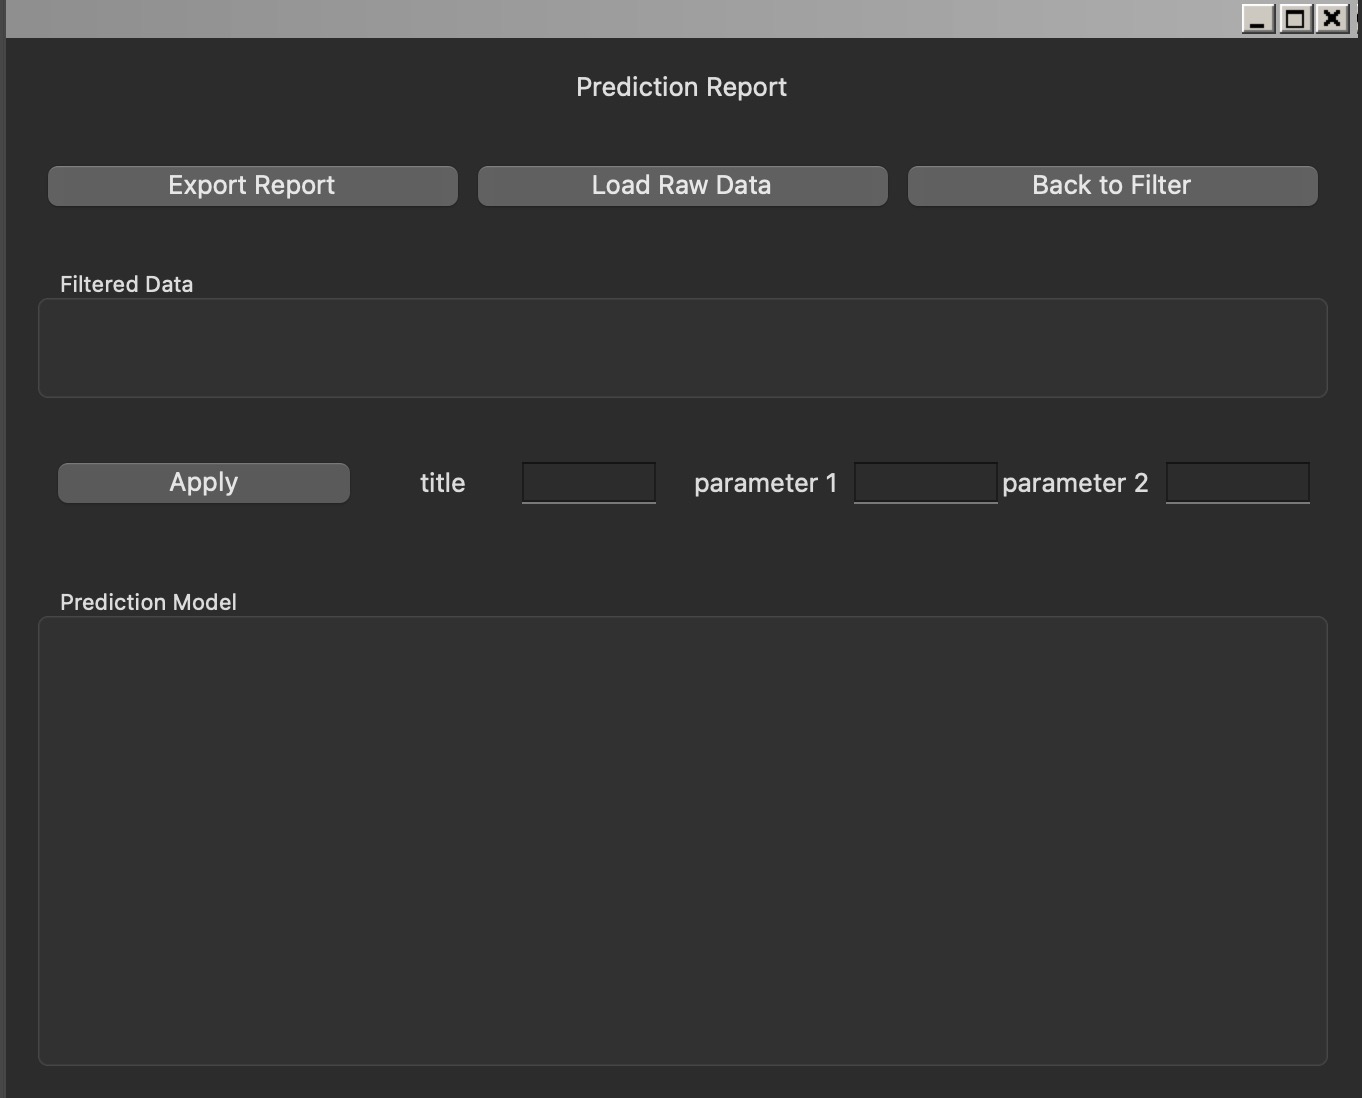 Prediction Report
Export Report Load Raw Data Back to Filter
Filtered Data
Apply title parameter 1 parameter 2
Prediction Model